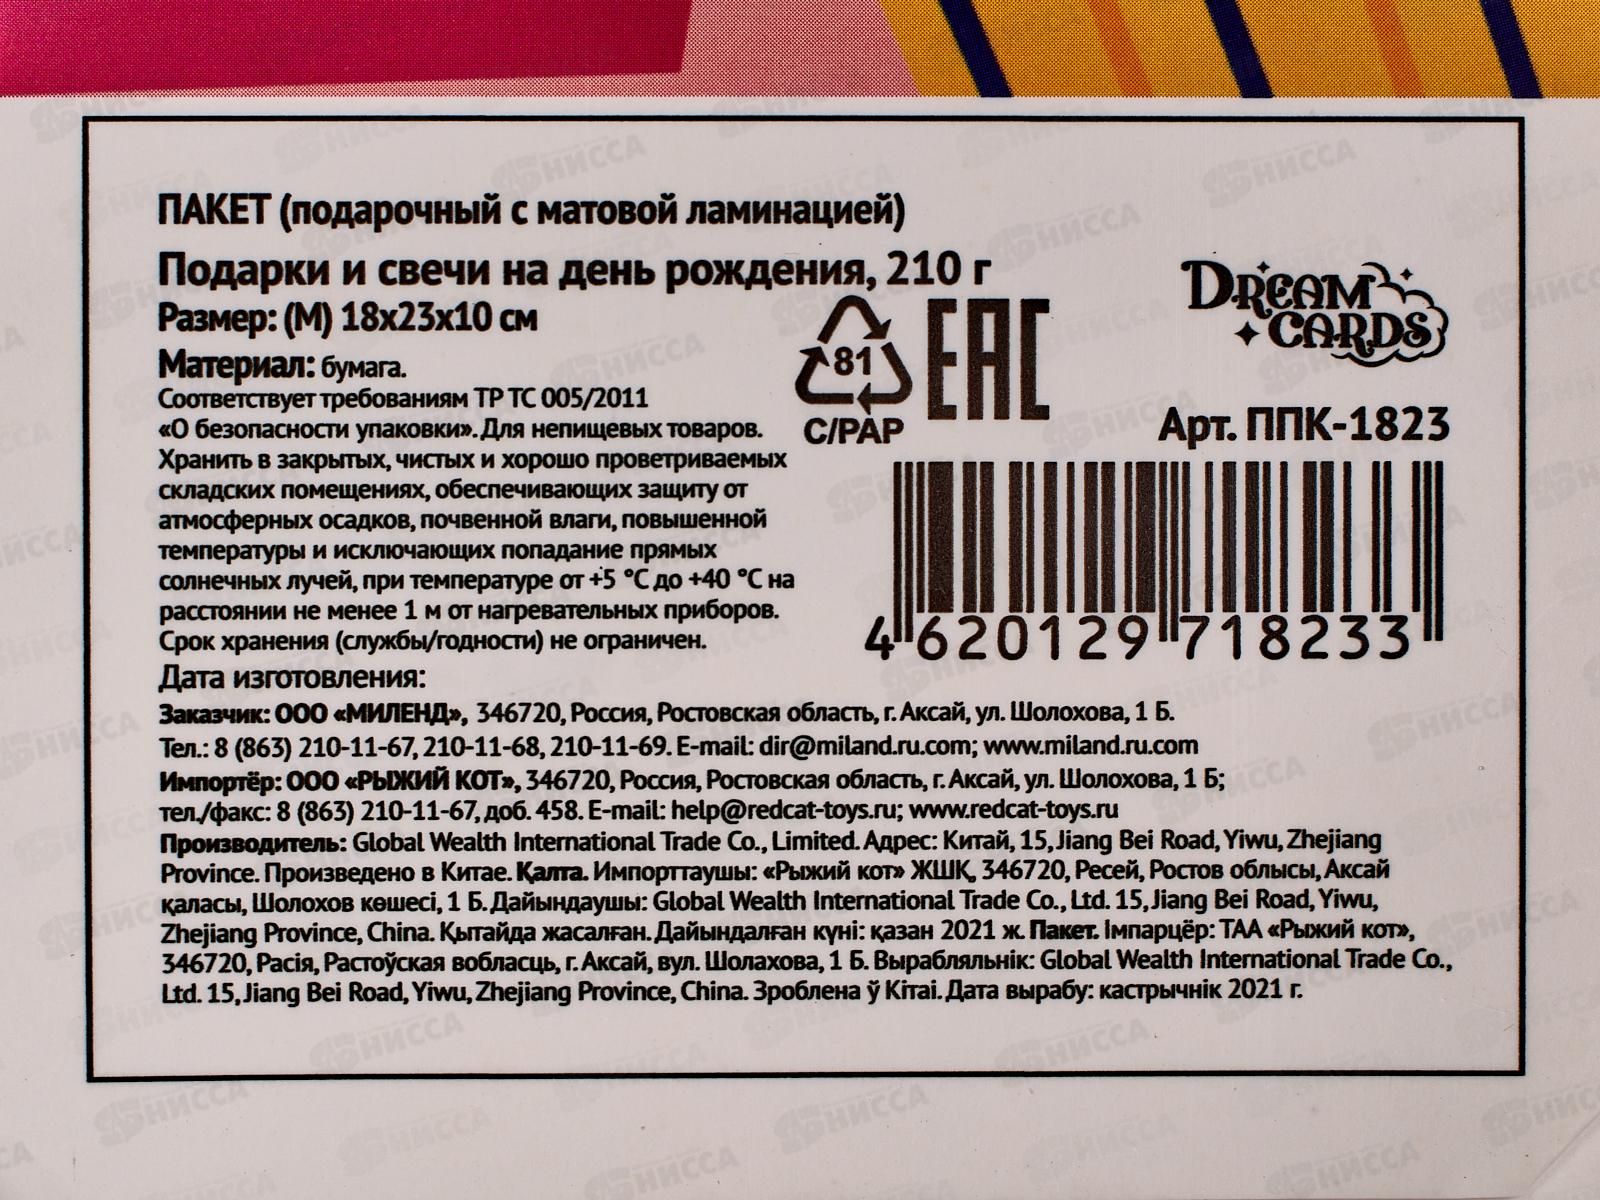 ПАКЕТ (подарочный с матовой ламинацией)
Подарки и свечи на день рождения, 210 г
Размер: (М) 18х23х10 см
Материал: бумага.
Соответствует требованиям ТР ТС 005/2011
«О безопасности упаковки». Для непищевых товаров.
Хранить в закрытых, чистых и хорошо проветриваемых
складских помещениях, обеспечивающих защиту от
атмосферных осадков, почвенной влаги, повышенной
температуры и исключающих попадание прямых
солнечных лучей, при температуре от +5 °С до +40 °С на
расстоянии не менее 1 м от нагревательных приборов.
Срок хранения (службы/годности) не ограничен.
Дата изготовления:
81
C/PAP
EAC
DREAM
CARDS
Арт. ППК-1823
4 620129 718233
Заказчик: ООО «МИЛЕНД», 346720, Россия, Ростовская область, г. Аксай, ул. Шолохова, 1 Б.
Тел.: 8 (863) 210-11-67, 210-11-68, 210-11-69. E-mail: dir@miland.ru.com; www.miland.ru.com
Импортёр: ООО «РЫЖИЙ КОТ», 346720, Россия, Ростовская область, г. Аксай, ул. Шолохова, 1 Б;
тел./факс: 8 (863) 210-11-67, доб. 458. E-mail: help@redcat-toys.ru; www.redcat-toys.ru
Производитель: Global Wealth International Trade Co., Limited. Адрес: Китай, 15, Jiang Bei Road, Yiwu, Zhejiang
Province. Произведено в Китае. Қалта. Импорттаушы: «Рыжий кот» ЖШҚ, 346720, Ресей, Ростов облысы, Аксай
қаласы, Шолохов көшесі, 1 Б. Дайындаушы: Global Wealth International Trade Co., Ltd. 15, Jiang Bei Road, Yiwu,
Zhejiang Province, China. Қытайда жасалған. Дайындалған күні: қазан 2021 ж. Пакет. Імпарцёр: ТАА «Рыжий кот»,
346720, Расія, Растоўская вобласць, г. Аксай, вул. Шолахова, 1 Б. Вырабляльнік: Global Wealth International Trade Co.,
Ltd. 15, Jiang Bei Road, Yiwu, Zhejiang Province, China. Зроблена ў Кітаі. Дата вырабу: кастрычнік 2021 г.